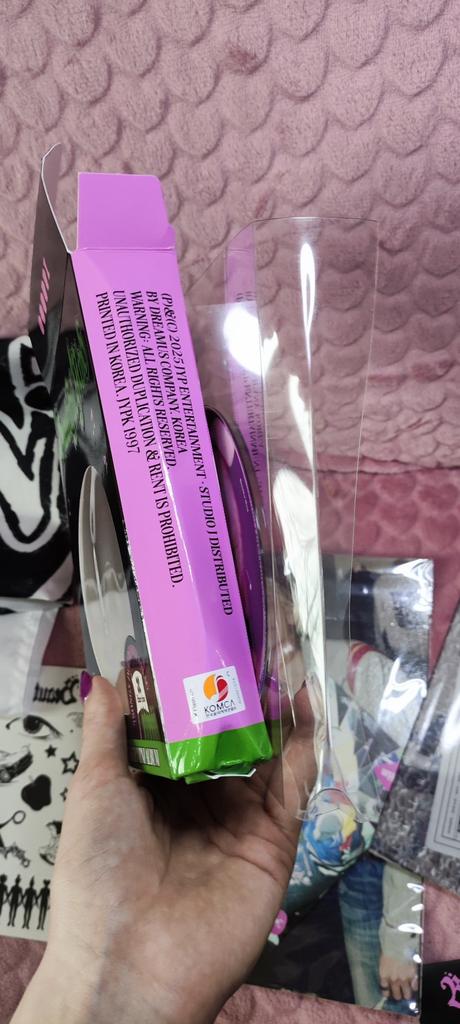 (P)&(C) 2025 JYP ENTERTAINMENT · STUDIO J DISTRIBUTED
BY DREAMUS COMPANY. KOREA
WARNING: ALL RIGHTS RESERVED.
UNAUTHORIZED DUPLICATION & RENT IS PROHIBITED.
PRINTED IN KOREA. JYPK 1997
KOMCA
Beaut